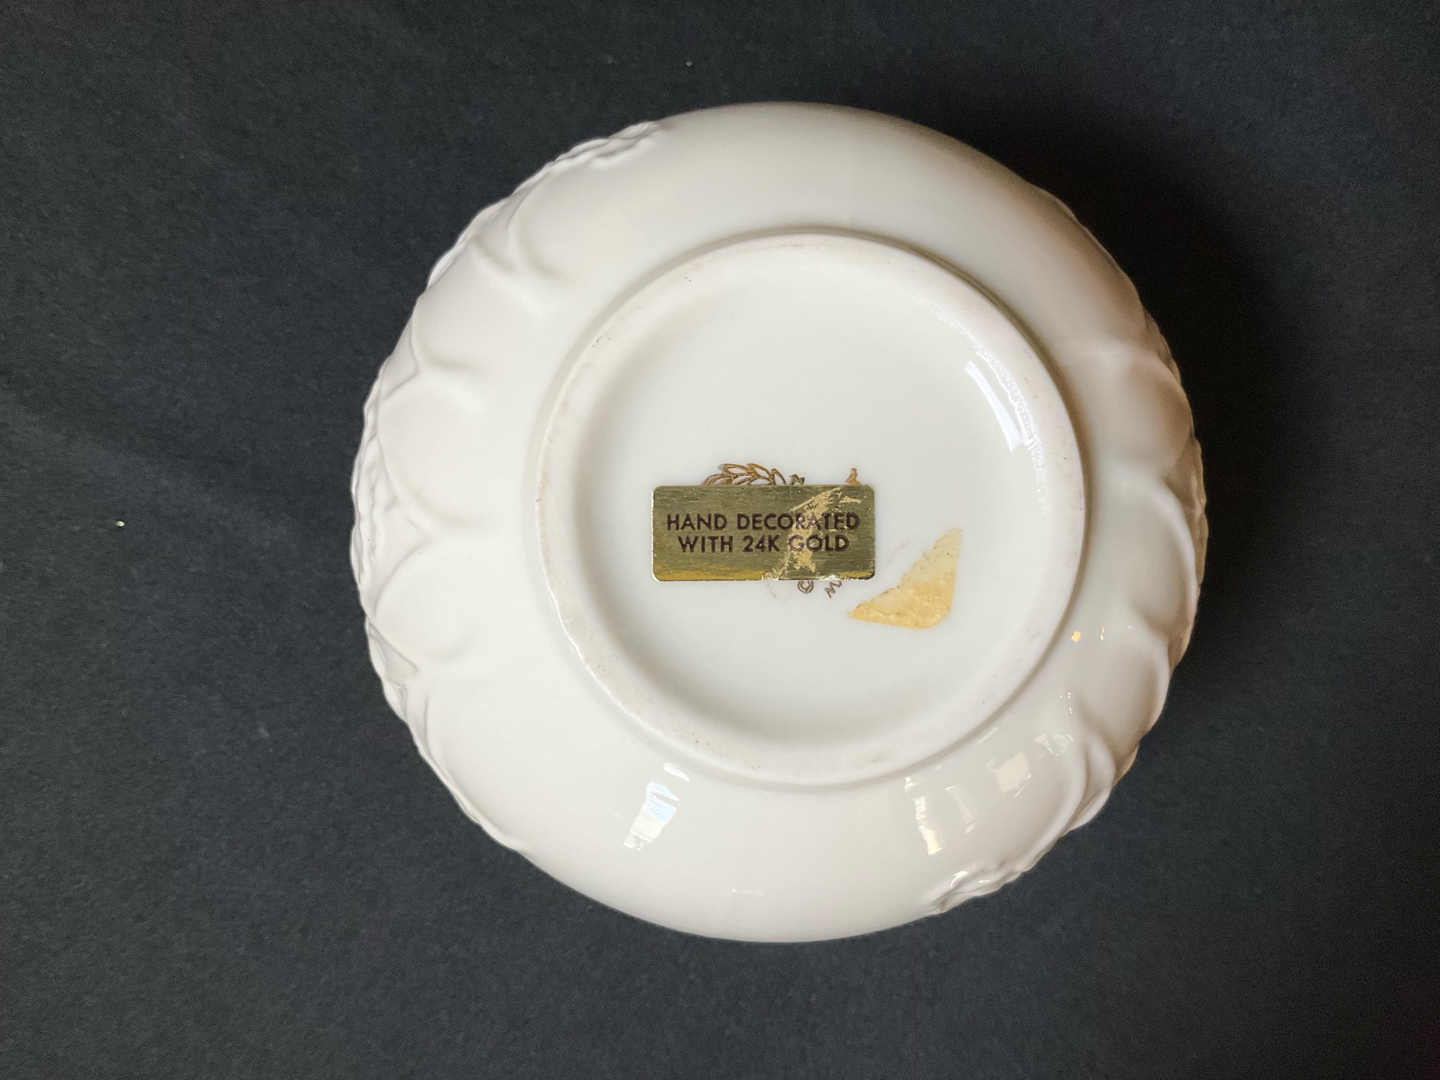 HAND DECORATED
WITH 24K GOLD
©